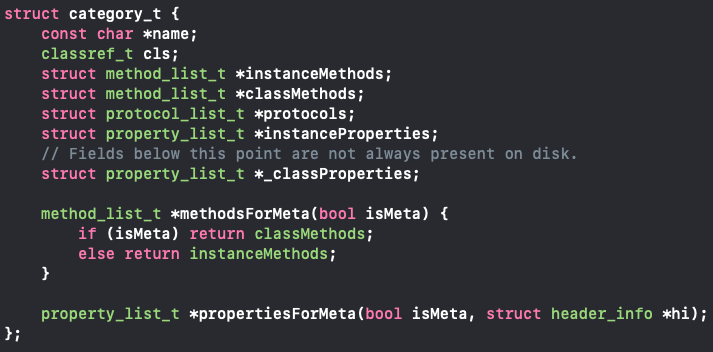 struct category_t {
    const char *name;
    classref_t cls;
    struct method_list_t *instanceMethods;
    struct method_list_t *classMethods;
    struct protocol_list_t *protocols;
    struct property_list_t *instanceProperties;
    // Fields below this point are not always present on disk.
    struct property_list_t *_classProperties;

    method_list_t *methodsForMeta(bool isMeta) {
        if (isMeta) return classMethods;
        else return instanceMethods;
    }

    property_list_t *propertiesForMeta(bool isMeta, struct header_info *hi);
};